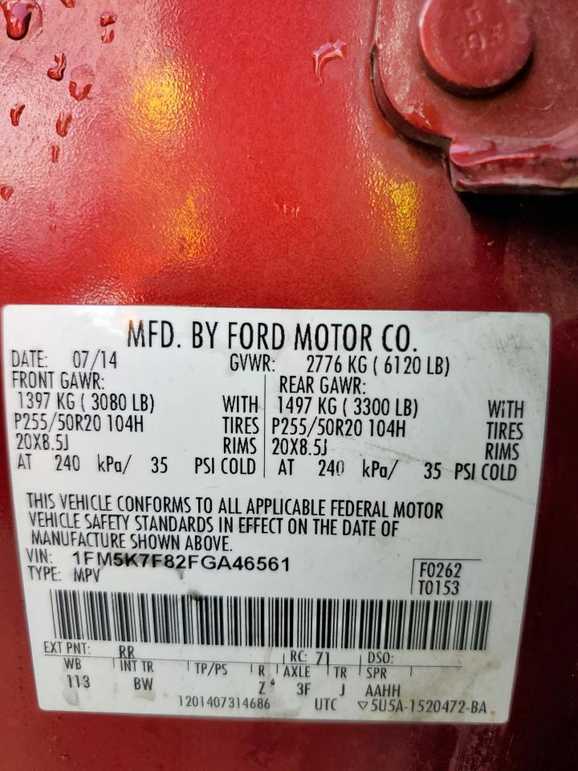 MFD. BY FORD MOTOR CO.
DATE: 07/14 GVWR: 2776 KG ( 6120 LB)
FRONT GAWR: REAR GAWR:
1397 KG ( 3080 LB) WITH 1497 KG ( 3300 LB) WITH
P255/50R20 104H TIRES P255/50R20 104H TIRES
20X8.5J RIMS 20X8.5J RIMS
AT 240 kPa/ 35 PSI COLD AT 240 kPa/ 35 PSI COLD
THIS VEHICLE CONFORMS TO ALL APPLICABLE FEDERAL MOTOR
VEHICLE SAFETY STANDARDS IN EFFECT ON THE DATE OF
MANUFACTURE SHOWN ABOVE.
VIN: 1FM5K7F82FGA46561 F0262
TYPE: MPV T0153
EXT PNT: RR RC: 71 DSO:
WB INT TR TP/PS R AXLE TR SPR
113 BW Z 3F J AAHH
1201407314686 UTC ▽5U5A-1520472-BA